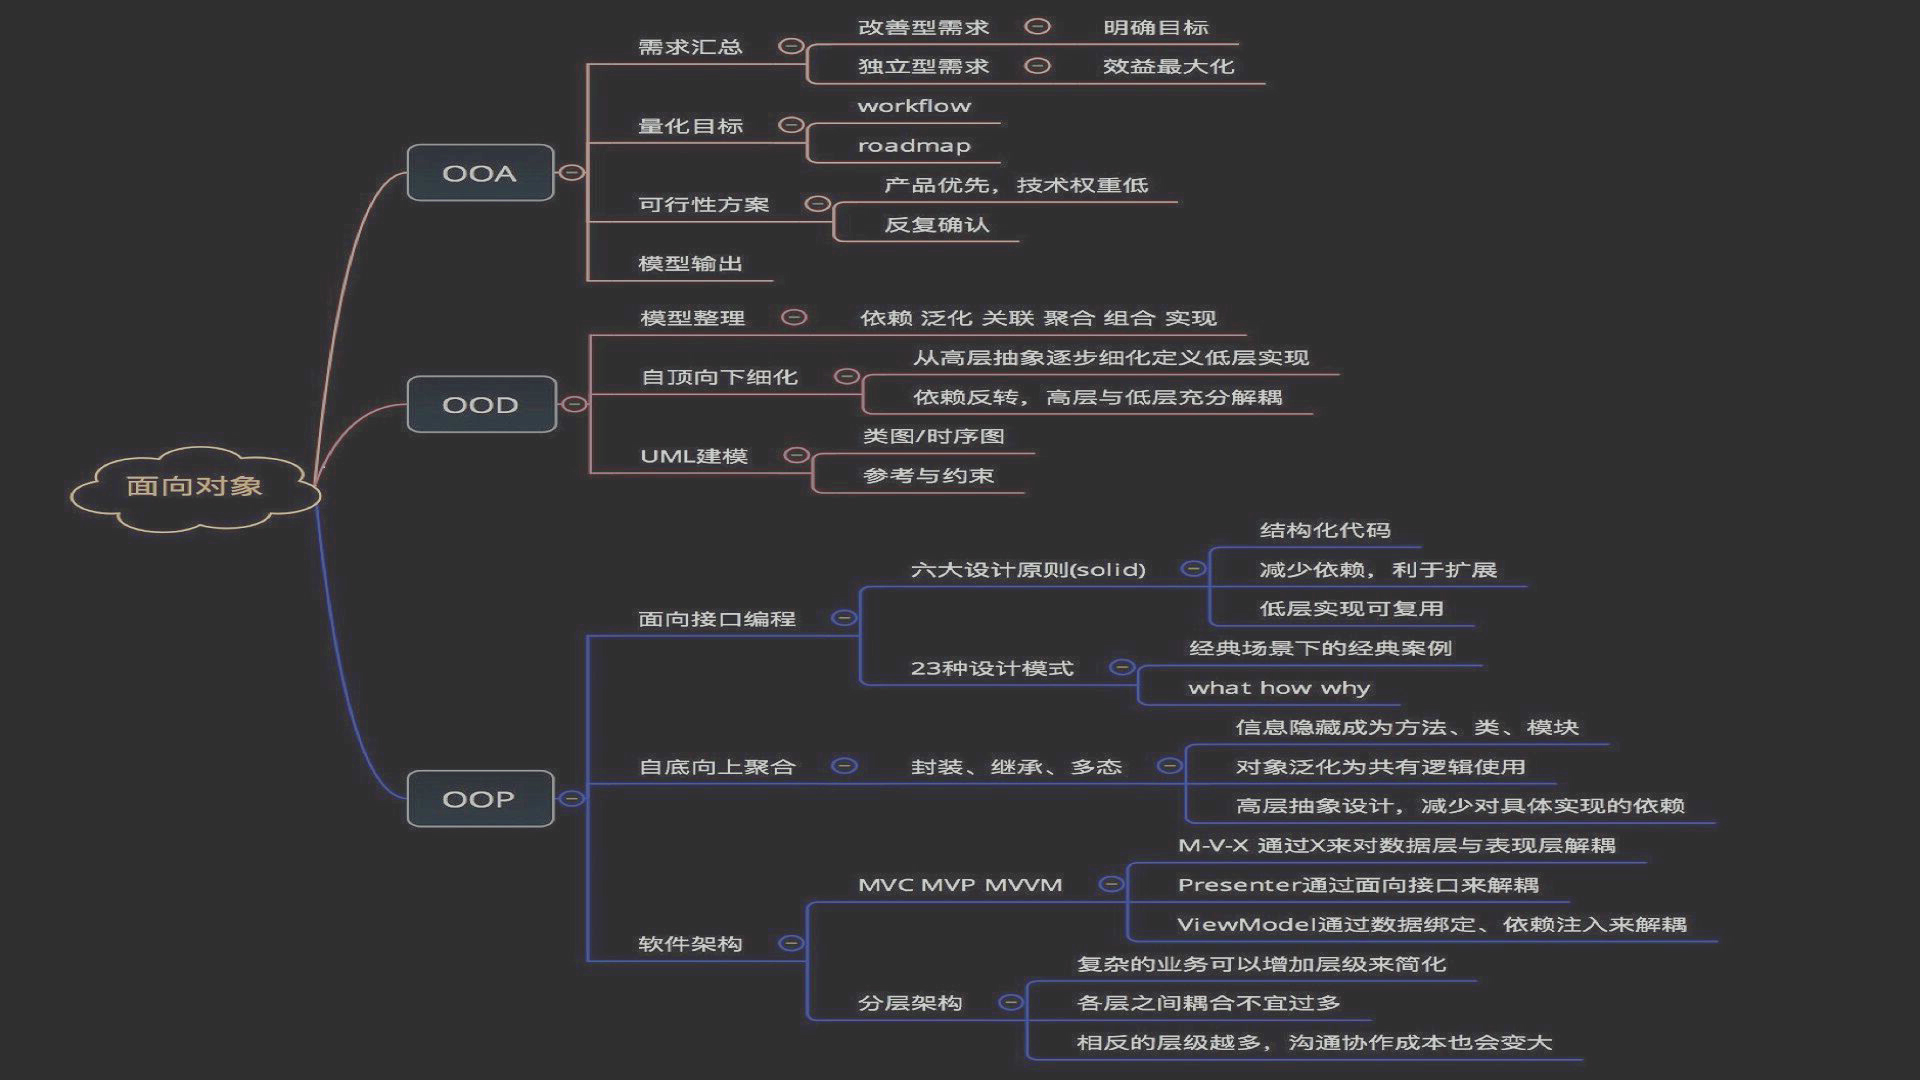 面向对象
OOA
需求汇总
改善型需求
明确目标
独立型需求
效益最大化
量化目标
workflow
roadmap
可行性方案
产品优先，技术权重低
反复确认
模型输出
OOD
模型整理
依赖 泛化 关联 聚合 组合 实现
自顶向下细化
从高层抽象逐步细化定义低层实现
依赖反转，高层与低层充分解耦
UML建模
类图/时序图
参考与约束
OOP
面向接口编程
六大设计原则(solid)
结构化代码
减少依赖，利于扩展
低层实现可复用
23种设计模式
经典场景下的经典案例
what how why
自底向上聚合
封装、继承、多态
信息隐藏成为方法、类、模块
对象泛化为共有逻辑使用
高层抽象设计，减少对具体实现的依赖
软件架构
MVC MVP MVVM
M-V-X 通过X来对数据层与表现层解耦
Presenter通过面向接口来解耦
ViewModel通过数据绑定、依赖注入来解耦
分层架构
复杂的业务可以增加层级来简化
各层之间耦合不宜过多
相反的层级越多，沟通协作成本也会变大